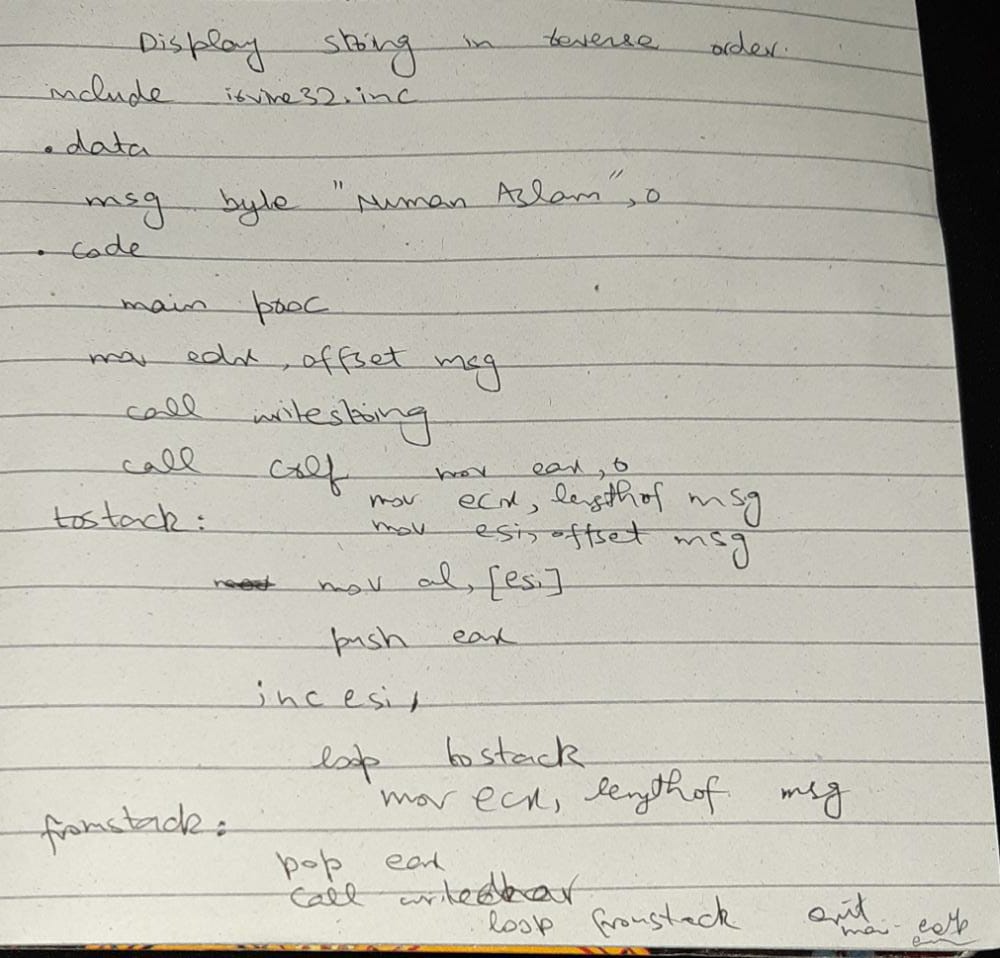 Display string in reverse order.
include irvine32.inc
.data
msg byte "Numan Azlam",0
.code
main proc
mov edx, offset msg
call writestring
call crlf mov eax, 0
mov ecx, lengthof msg
tostack: mov esi, offset msg
mov al, [esi]
push eax
inc esi
loop tostack
mov ecx, lengthof msg
fromstack:
pop eax
call writechar
loop fromstack exit
main